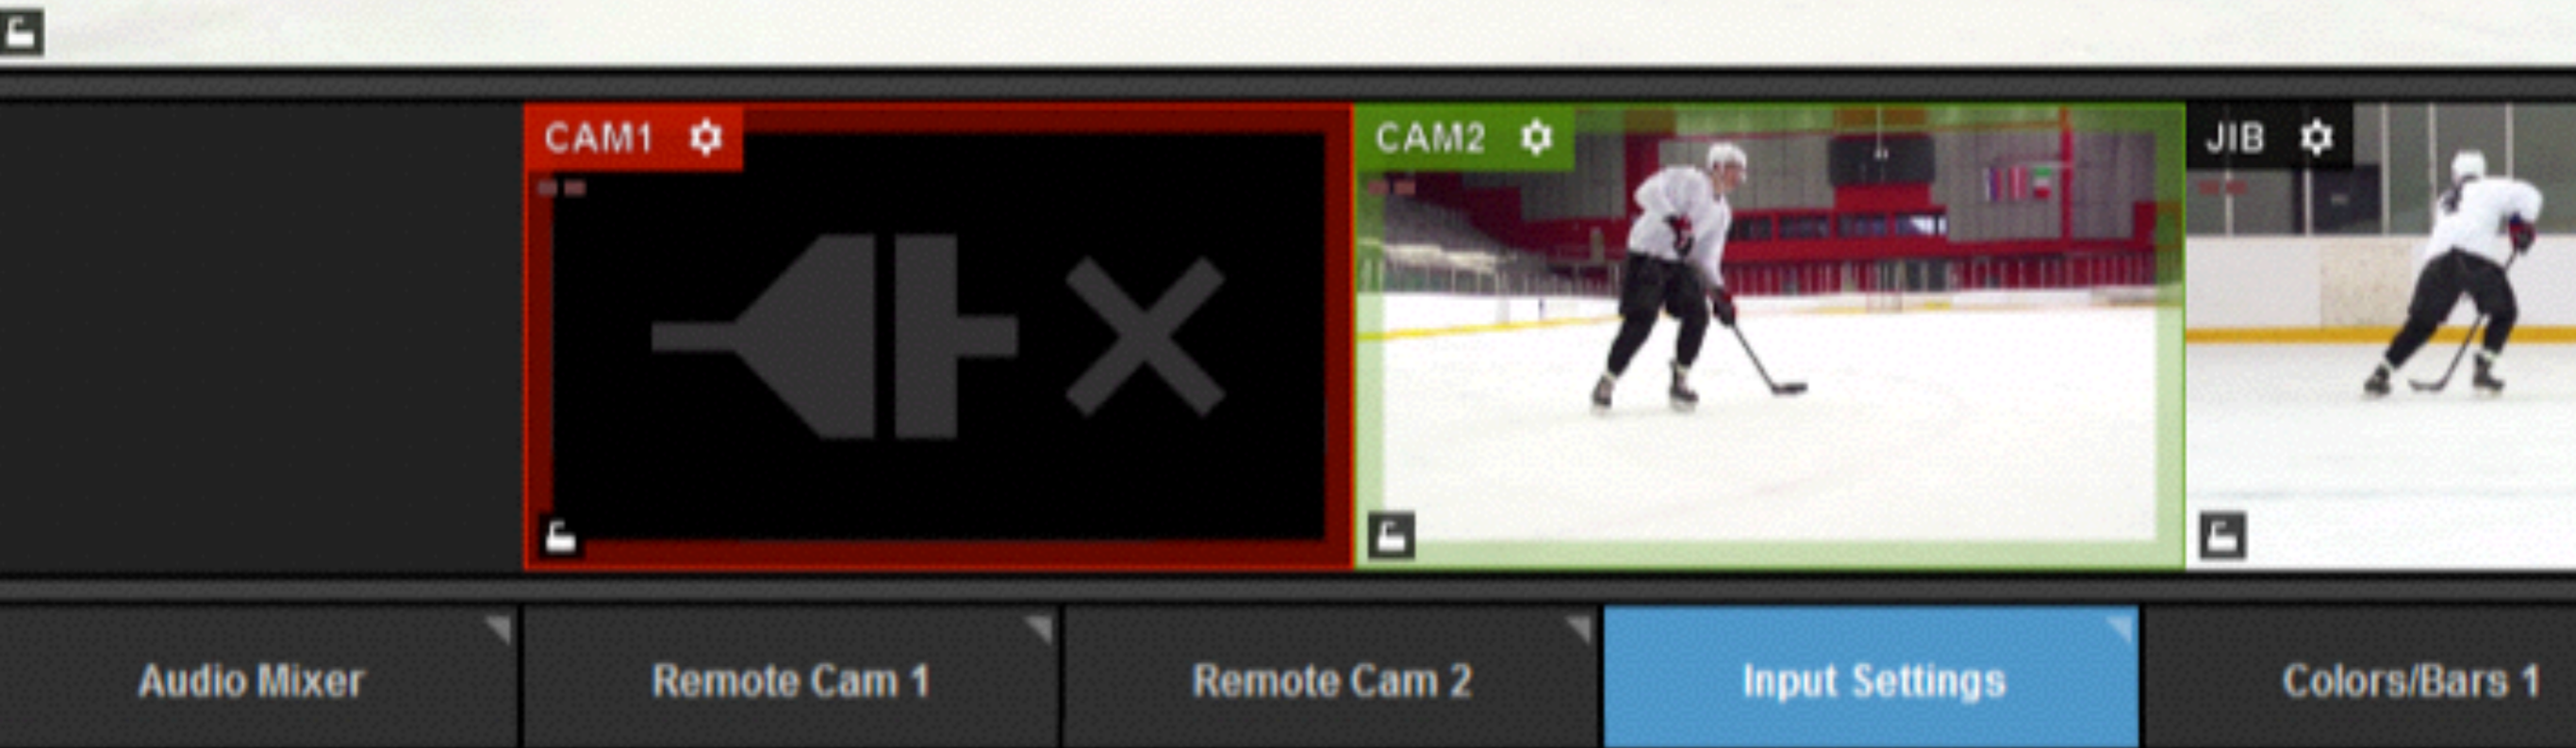 CAM1
CAM2
JIB
Audio Mixer
Remote Cam 1
Remote Cam 2
Input Settings
Colors/Bars 1